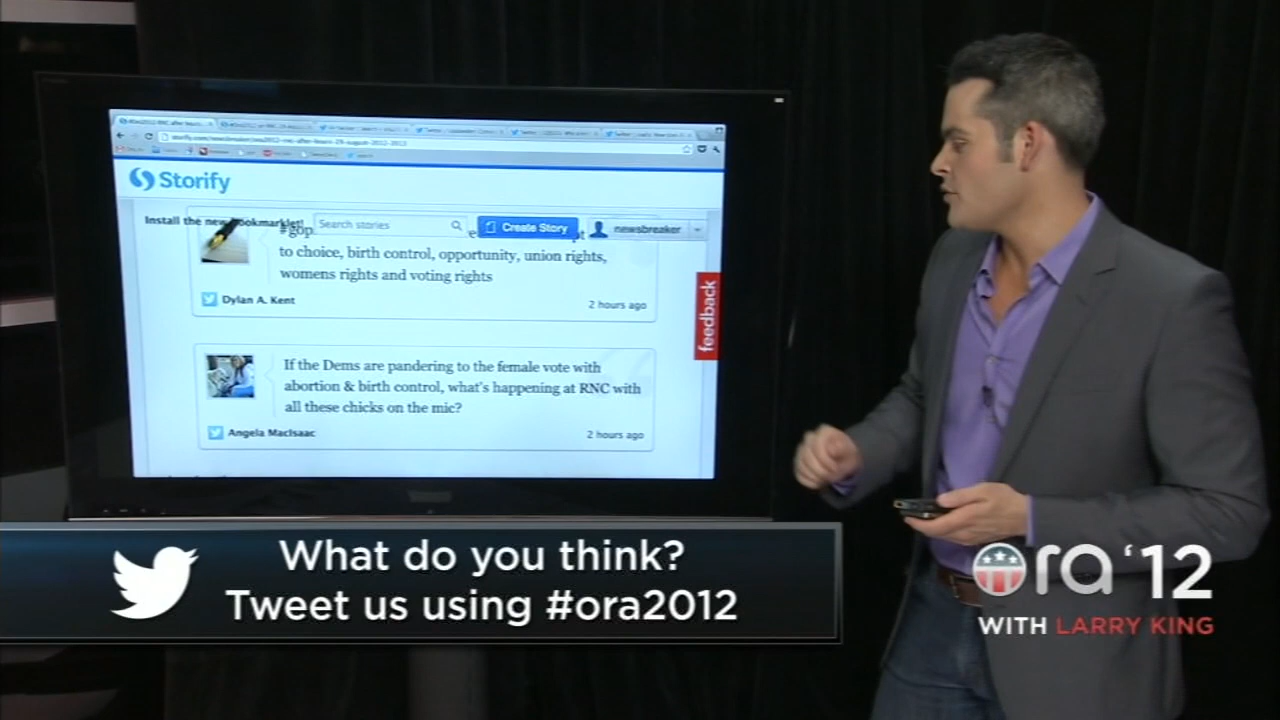 Storify
Install the new bookmarklet!
Search stories
Create Story
newsbreaker
#gop
to choice, birth control, opportunity, union rights,
womens rights and voting rights
Dylan A. Kent
2 hours ago
feedback
If the Dems are pandering to the female vote with
abortion & birth control, what's happening at RNC with
all these chicks on the mic?
Angela MacIsaac
2 hours ago
What do you think?
Tweet us using #ora2012
ora '12
WITH LARRY KING